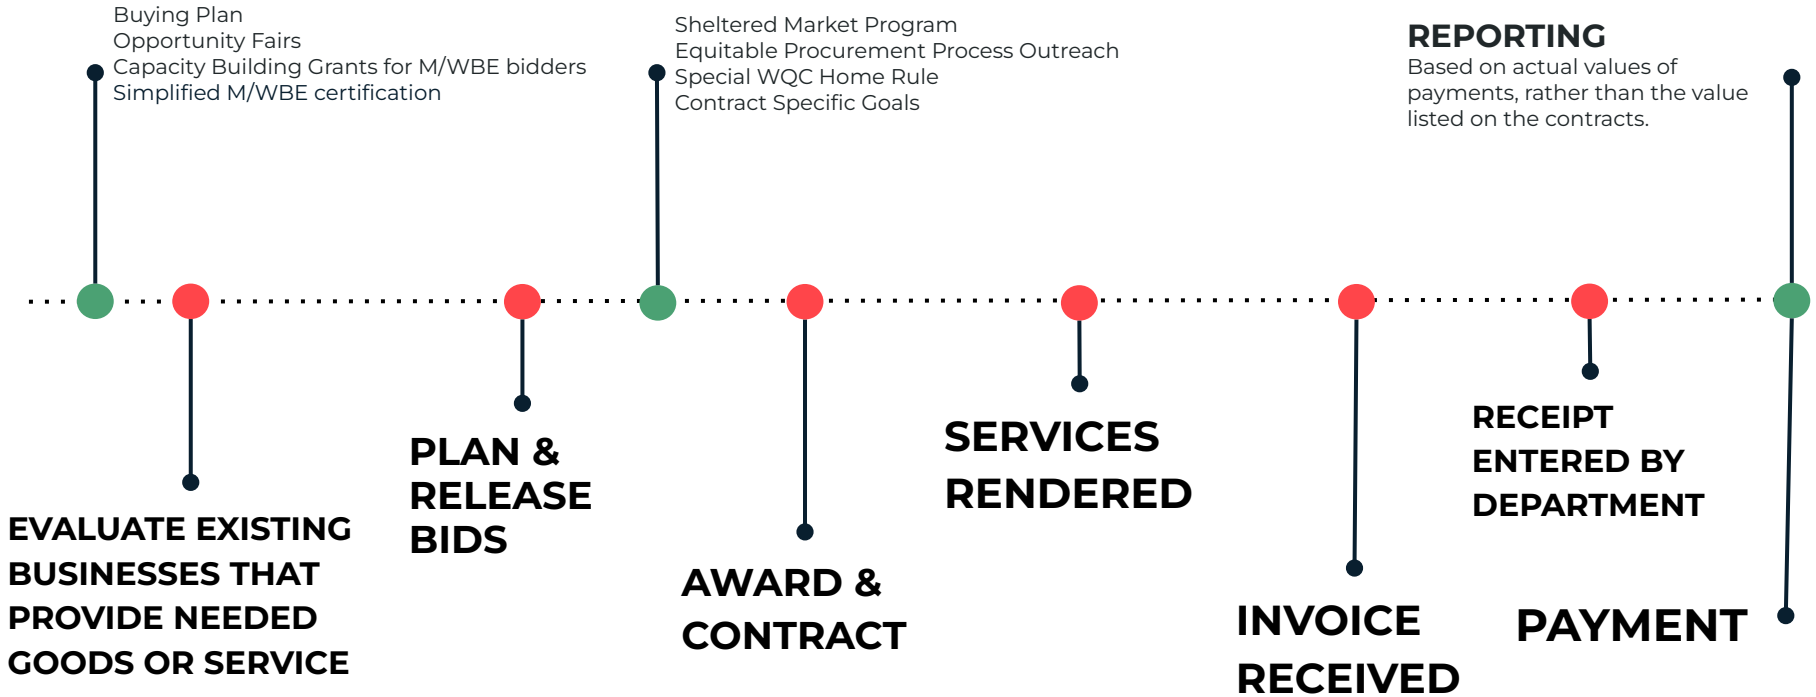 Buying Plan
Opportunity Fairs
Capacity Building Grants for M/WBE bidders
Simplified M/WBE certification
Sheltered Market Program
Equitable Procurement Process Outreach
Special WQC Home Rule
Contract Specific Goals
REPORTING
Based on actual values of
payments, rather than the value
listed on the contracts.
EVALUATE EXISTING
BUSINESSES THAT
PROVIDE NEEDED
GOODS OR SERVICE
PLAN &
RELEASE
BIDS
AWARD &
CONTRACT
SERVICES
RENDERED
INVOICE
RECEIVED
RECEIPT
ENTERED BY
DEPARTMENT
PAYMENT